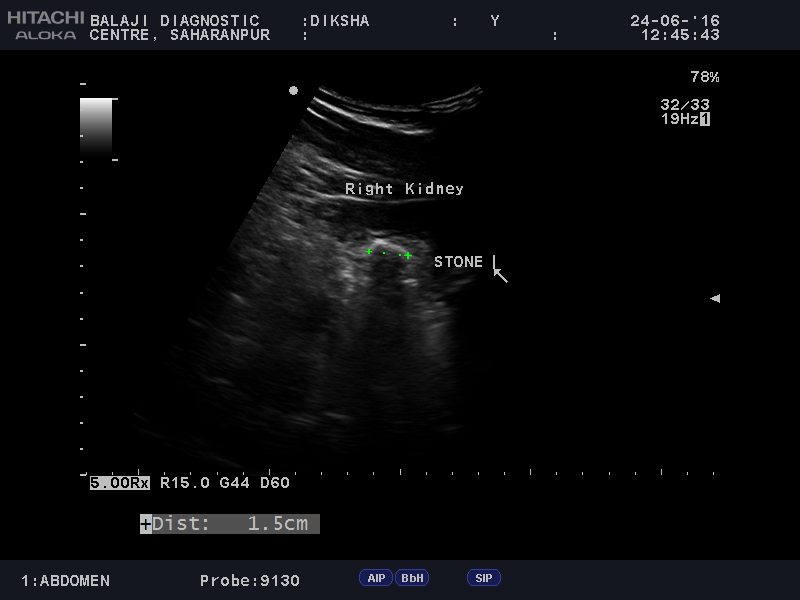 HITACHI BALAJI DIAGNOSTIC :DIKSHA : Y 24-06-'16
ALOKA CENTRE, SAHARANPUR : : 12:45:43
78%
32/33
19Hz1
Right Kidney
STONE
5.00Rx R15.0 G44 D60
+Dist: 1.5cm
1:ABDOMEN Probe:9130 AIP BbH SIP